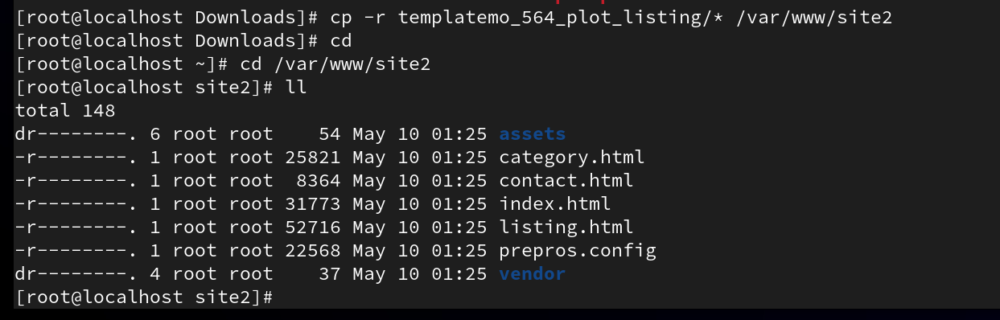 [root@localhost Downloads]# cp -r templatemo_564_plot_listing/* /var/www/site2
[root@localhost Downloads]# cd
[root@localhost ~]# cd /var/www/site2
[root@localhost site2]# ll
total 148
dr--------. 6 root root    54 May 10 01:25 assets
-r--------. 1 root root 25821 May 10 01:25 category.html
-r--------. 1 root root  8364 May 10 01:25 contact.html
-r--------. 1 root root 31773 May 10 01:25 index.html
-r--------. 1 root root 52716 May 10 01:25 listing.html
-r--------. 1 root root 22568 May 10 01:25 prepros.config
dr--------. 4 root root    37 May 10 01:25 vendor
[root@localhost site2]#